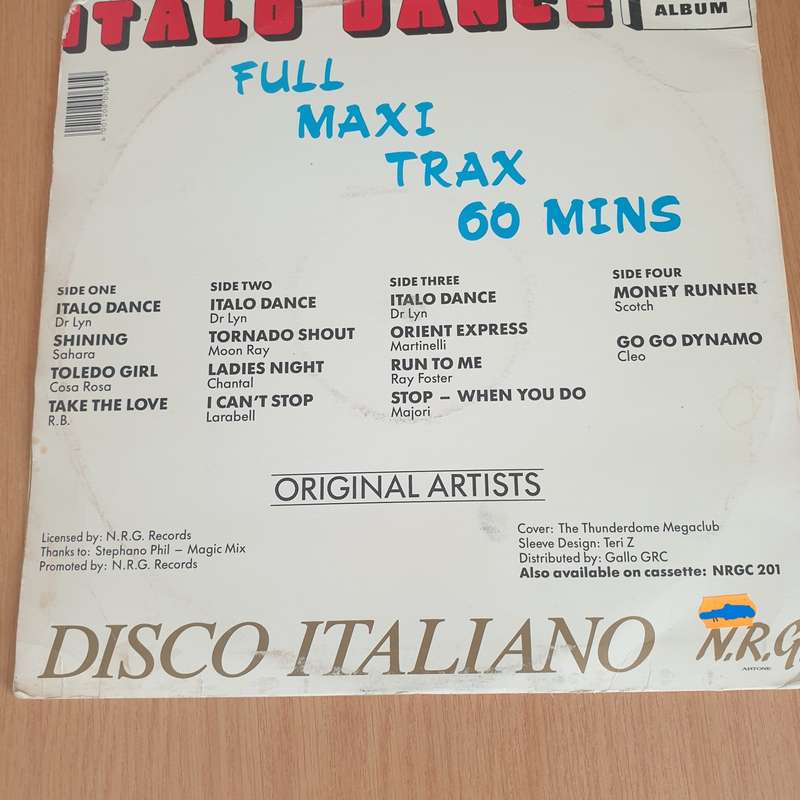 ITALO DANCE
ALBUM
FULL
MAXI
TRAX
60 MINS
SIDE ONE
ITALO DANCE
Dr Lyn
SHINING
Sahara
TOLEDO GIRL
Cosa Rosa
TAKE THE LOVE
R.B.
SIDE TWO
ITALO DANCE
Dr Lyn
TORNADO SHOUT
Moon Ray
LADIES NIGHT
Chantal
I CAN'T STOP
Larabell
SIDE THREE
ITALO DANCE
Dr Lyn
ORIENT EXPRESS
Martinelli
RUN TO ME
Ray Foster
STOP – WHEN YOU DO
Majori
SIDE FOUR
MONEY RUNNER
Scotch
GO GO DYNAMO
Cleo
ORIGINAL ARTISTS
Licensed by: N.R.G. Records
Thanks to: Stephano Phil – Magic Mix
Promoted by: N.R.G. Records
Cover: The Thunderdome Megaclub
Sleeve Design: Teri Z
Distributed by: Gallo GRC
Also available on cassette: NRGC 201
DISCO ITALIANO
N.R.G.
ARTONE